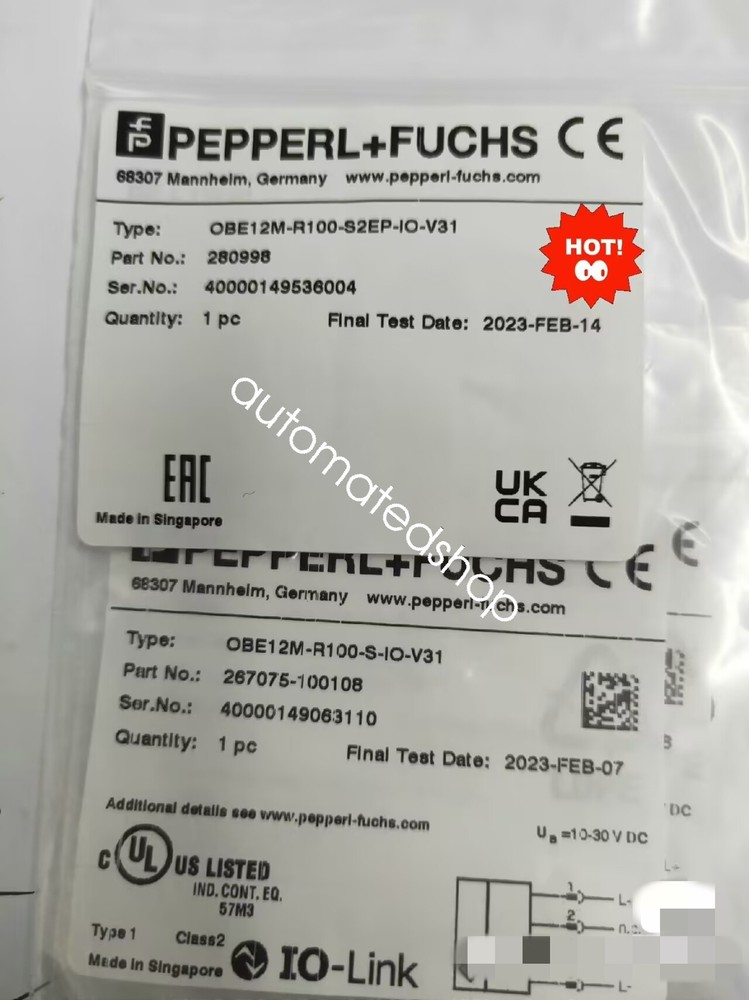 PEPPERL+FUCHS CE
68307 Mannheim, Germany www.pepperl-fuchs.com
Type: OBE12M-R100-S2EP-IO-V31
HOT!
Part No.: 280998
Ser.No.: 40000149536004
Quantity: 1 pc Final Test Date: 2023-FEB-14
automatedshop
EAC
UK
CA
Made in Singapore
PEPPERL+FUCHS CE
CE
68307 Mannheim, Germany www.pepperl-fuchs.com
Type: OBE12M-R100-S-IO-V31
Part No.: 267075-100108
Ser.No.: 40000149063110
Quantity: 1 pc Final Test Date: 2023-FEB-07
Additional details see www.pepperl-fuchs.com
UB =10-30 V DC
DC
L+
C UL US LISTED
IND. CONT. EQ.
57M3
1 L-
2 n.c.
Type 1 Class2
Made in Singapore
IO-Link
L-